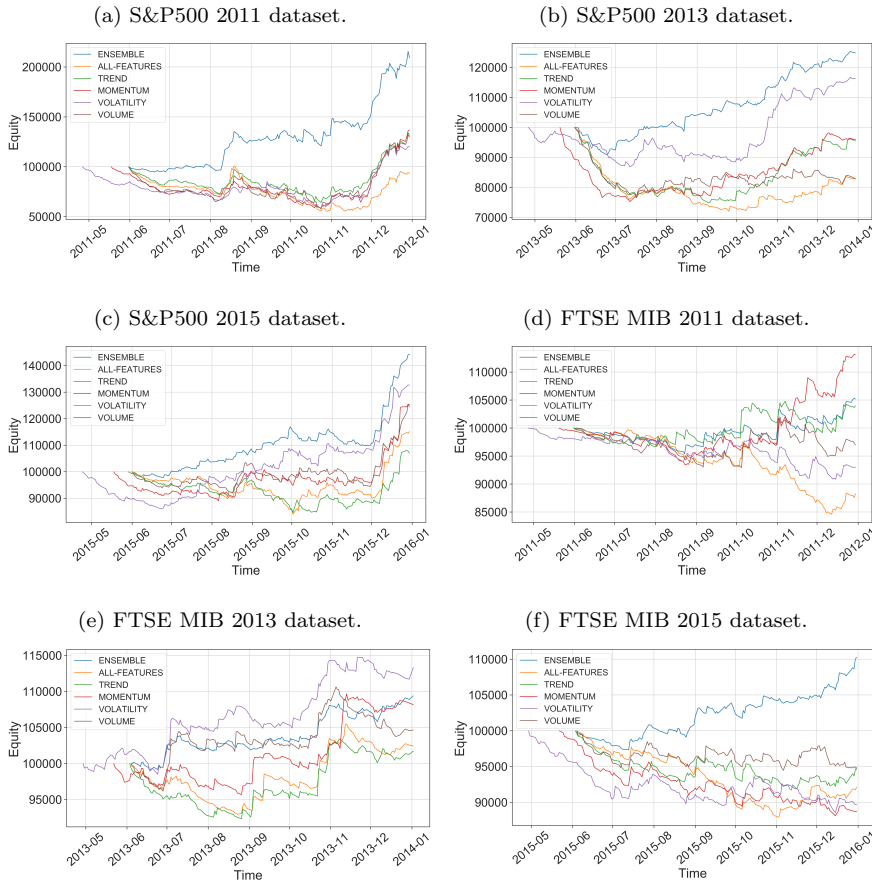 (a) S&P500 2011 dataset.
(b) S&P500 2013 dataset.
200000
150000
100000
50000
Equity
ENSEMBLE
ALL-FEATURES
TREND
MOMENTUM
VOLATILITY
VOLUME
2011-05
2011-06
2011-07
2011-08
2011-09
2011-10
2011-11
2011-12
2012-01
Time
120000
110000
100000
90000
80000
70000
Equity
ENSEMBLE
ALL-FEATURES
TREND
MOMENTUM
VOLATILITY
VOLUME
2013-05
2013-06
2013-07
2013-08
2013-09
2013-10
2013-11
2013-12
2014-01
Time
(c) S&P500 2015 dataset.
(d) FTSE MIB 2011 dataset.
140000
130000
120000
110000
100000
90000
Equity
ENSEMBLE
ALL-FEATURES
TREND
MOMENTUM
VOLATILITY
VOLUME
2015-05
2015-06
2015-07
2015-08
2015-09
2015-10
2015-11
2015-12
2016-01
Time
110000
105000
100000
95000
90000
85000
Equity
ENSEMBLE
ALL-FEATURES
TREND
MOMENTUM
VOLATILITY
VOLUME
2011-05
2011-06
2011-07
2011-08
2011-09
2011-10
2011-11
2011-12
2012-01
Time
(e) FTSE MIB 2013 dataset.
(f) FTSE MIB 2015 dataset.
115000
110000
105000
100000
95000
Equity
ENSEMBLE
ALL-FEATURES
TREND
MOMENTUM
VOLATILITY
VOLUME
2013-05
2013-06
2013-07
2013-08
2013-09
2013-10
2013-11
2013-12
2014-01
Time
110000
105000
100000
95000
90000
Equity
ENSEMBLE
ALL-FEATURES
TREND
MOMENTUM
VOLATILITY
VOLUME
2015-05
2015-06
2015-07
2015-08
2015-09
2015-10
2015-11
2015-12
2016-01
Time